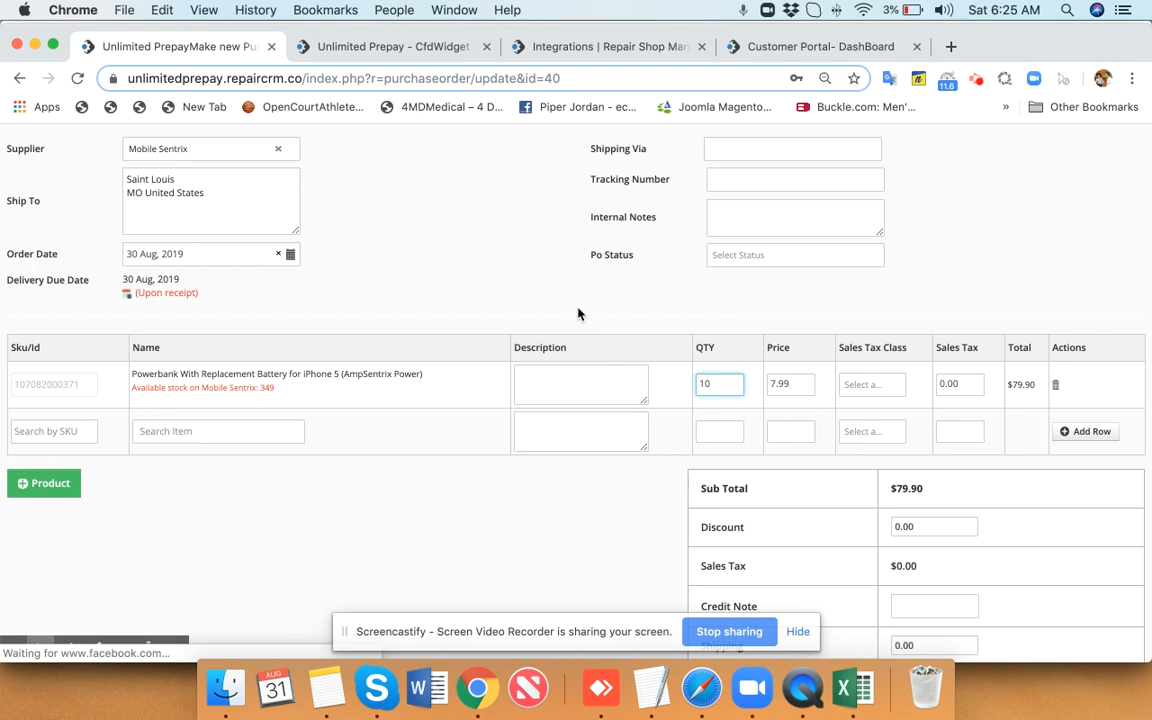 Chrome File Edit View History Bookmarks People Window Help 3% Sat 6:25 AM
Unlimited PrepayMake new Pu Unlimited Prepay - CfdWidget Integrations | Repair Shop Man Customer Portal- DashBoard
unlimitedprepay.repaircrm.co/index.php?r=purchaseorder/update&id=40 11.6
Apps New Tab OpenCourtAthlete... 4MDMedical – 4 D... Piper Jordan - ec... Joomla Magento... Buckle.com: Men'... » Other Bookmarks
Supplier Mobile Sentrix Shipping Via
Ship To Saint Louis
MO United States
Tracking Number
Internal Notes
Order Date 30 Aug, 2019 Po Status Select Status
Delivery Due Date 30 Aug, 2019
(Upon receipt)
Sku/Id Name Description QTY Price Sales Tax Class Sales Tax Total Actions
107082000371 Powerbank With Replacement Battery for iPhone 5 (AmpSentrix Power) 10 7.99 Select a... 0.00 $79.90
Available stock on Mobile Sentrix: 349
Search by SKU Search Item Select a... Add Row
Product
Sub Total $79.90
Discount 0.00
Sales Tax $0.00
Credit Note
Screencastify - Screen Video Recorder is sharing your screen. Stop sharing Hide
Shipping 0.00
Waiting for www.facebook.com...
AUG
31